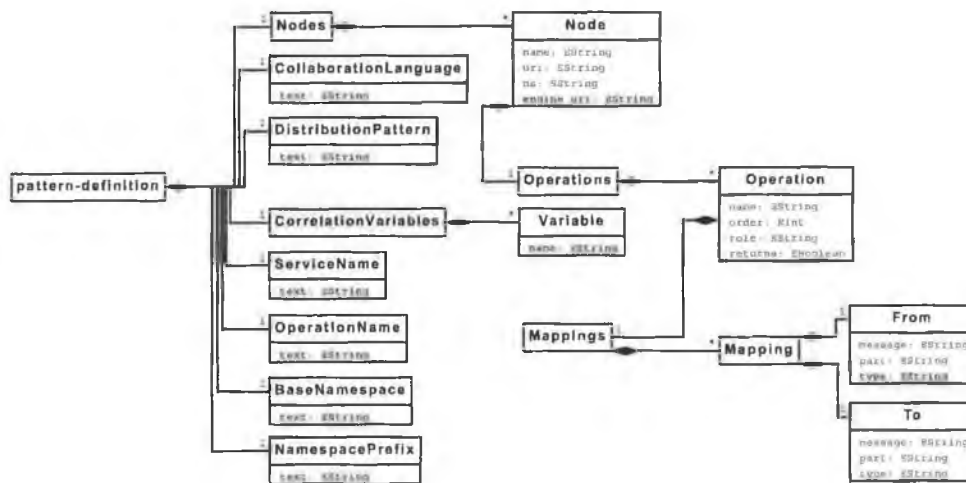 Nodes
Node
name: EString
uri: EString
ns: EString
engine_uri: EString
CollaborationLanguage
text: EString
DistributionPattern
text: EString
pattern-definition
Operations
Operation
name: EString
order: EInt
role: EString
returns: EBoolean
CorrelationVariables
Variable
name: EString
ServiceName
text: EString
OperationName
text: EString
Mappings
Mapping
From
message: EString
part: EString
type: EString
BaseNamespace
text: EString
To
message: EString
part: EString
type: EString
NamespacePrefix
text: EString